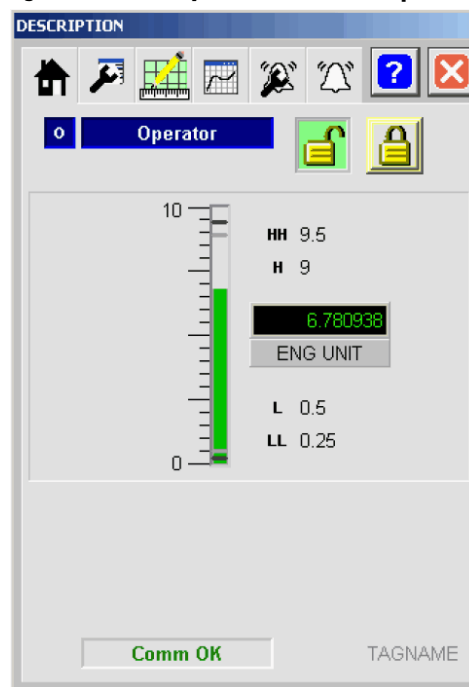 DESCRIPTION
?
O Operator
10
HH 9.5
H 9
6.780938
ENG UNIT
L 0.5
LL 0.25
0
Comm OK
TAGNAME